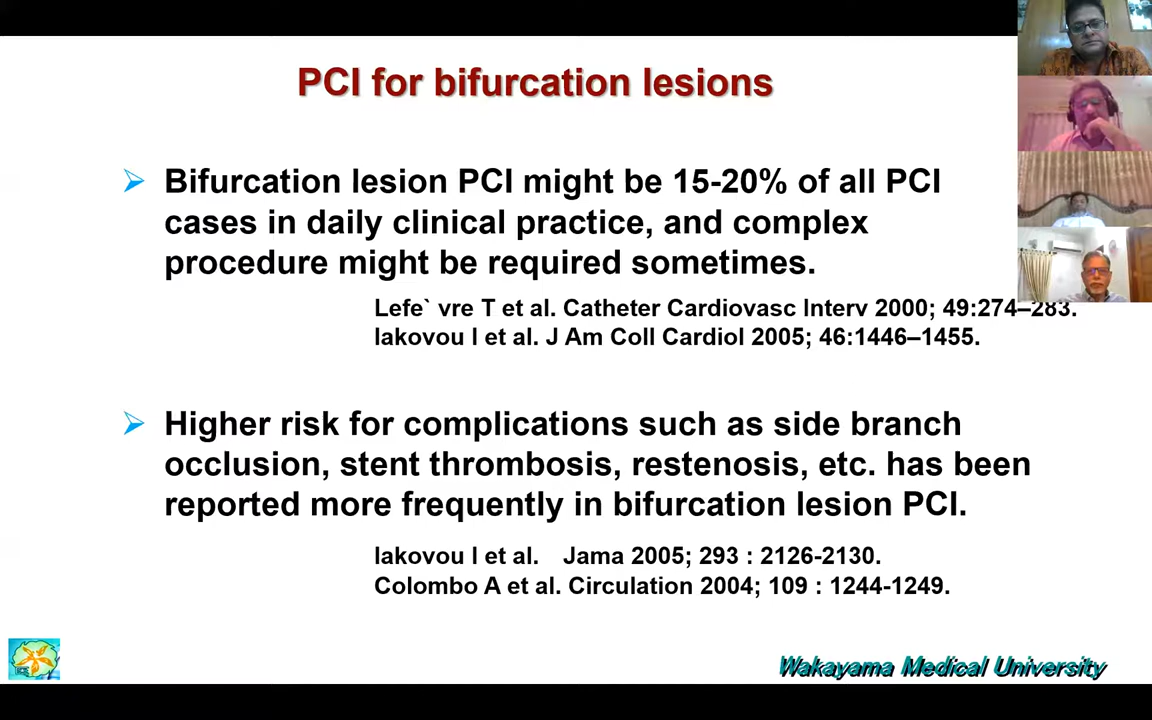 PCI for bifurcation lesions
Bifurcation lesion PCI might be 15-20% of all PCI
cases in daily clinical practice, and complex
procedure might be required sometimes.
Lefe` vre T et al. Catheter Cardiovasc Interv 2000; 49:274–283.
Iakovou I et al. J Am Coll Cardiol 2005; 46:1446–1455.
Higher risk for complications such as side branch
occlusion, stent thrombosis, restenosis, etc. has been
reported more frequently in bifurcation lesion PCI.
Iakovou I et al. Jama 2005; 293 : 2126-2130.
Colombo A et al. Circulation 2004; 109 : 1244-1249.
Wakayama Medical University